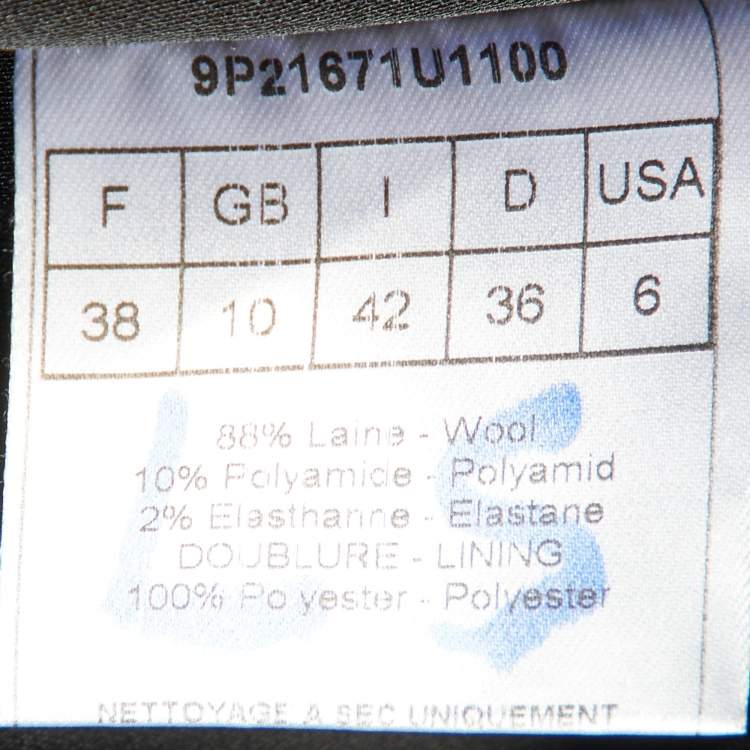 9P21671U1100
F GB I D USA
38 10 42 36 6
88% Laine - Wool
10% Polyamide - Polyamid
2% Elasthanne - Elastane
DOUBLURE - LINING
100% Polyester - Polyester
NETTOYAGE A SEC UNIQUEMENT